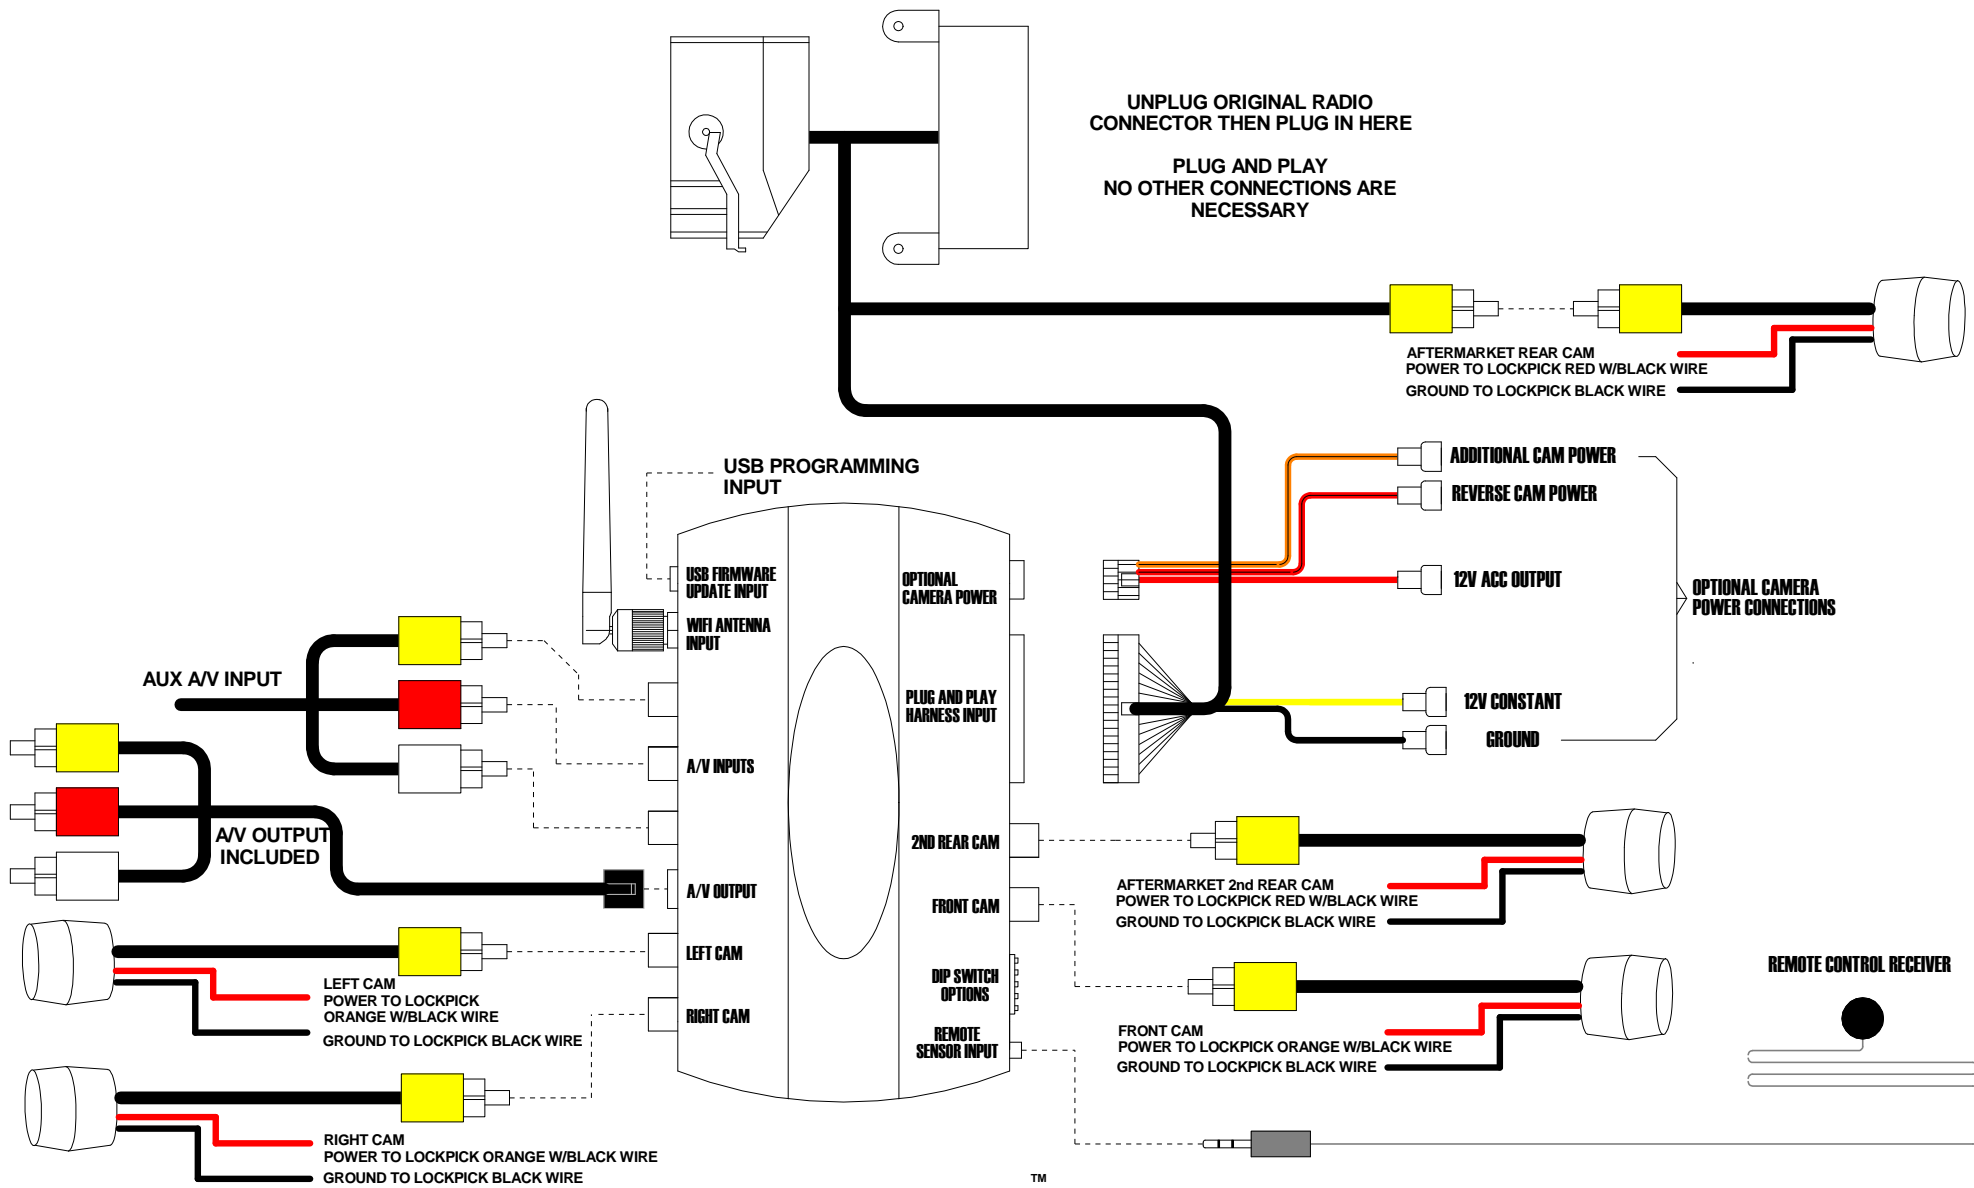 UNPLUG ORIGINAL RADIO
CONNECTOR THEN PLUG IN HERE
PLUG AND PLAY
NO OTHER CONNECTIONS ARE
NECESSARY
AFTERMARKET REAR CAM
POWER TO LOCKPICK RED W/BLACK WIRE
GROUND TO LOCKPICK BLACK WIRE
USB PROGRAMMING
INPUT
ADDITIONAL CAM POWER
REVERSE CAM POWER
12V ACC OUTPUT
OPTIONAL CAMERA
POWER CONNECTIONS
12V CONSTANT
GROUND
USB FIRMWARE
UPDATE INPUT
WIFI ANTENNA
INPUT
A/V INPUTS
A/V OUTPUT
LEFT CAM
RIGHT CAM
OPTIONAL
CAMERA POWER
PLUG AND PLAY
HARNESS INPUT
2ND REAR CAM
FRONT CAM
DIP SWITCH
OPTIONS
REMOTE
SENSOR INPUT
AUX A/V INPUT
A/V OUTPUT
INCLUDED
LEFT CAM
POWER TO LOCKPICK
ORANGE W/BLACK WIRE
GROUND TO LOCKPICK BLACK WIRE
RIGHT CAM
POWER TO LOCKPICK ORANGE W/BLACK WIRE
GROUND TO LOCKPICK BLACK WIRE
AFTERMARKET 2nd REAR CAM
POWER TO LOCKPICK RED W/BLACK WIRE
GROUND TO LOCKPICK BLACK WIRE
FRONT CAM
POWER TO LOCKPICK ORANGE W/BLACK WIRE
GROUND TO LOCKPICK BLACK WIRE
REMOTE CONTROL RECEIVER
TM